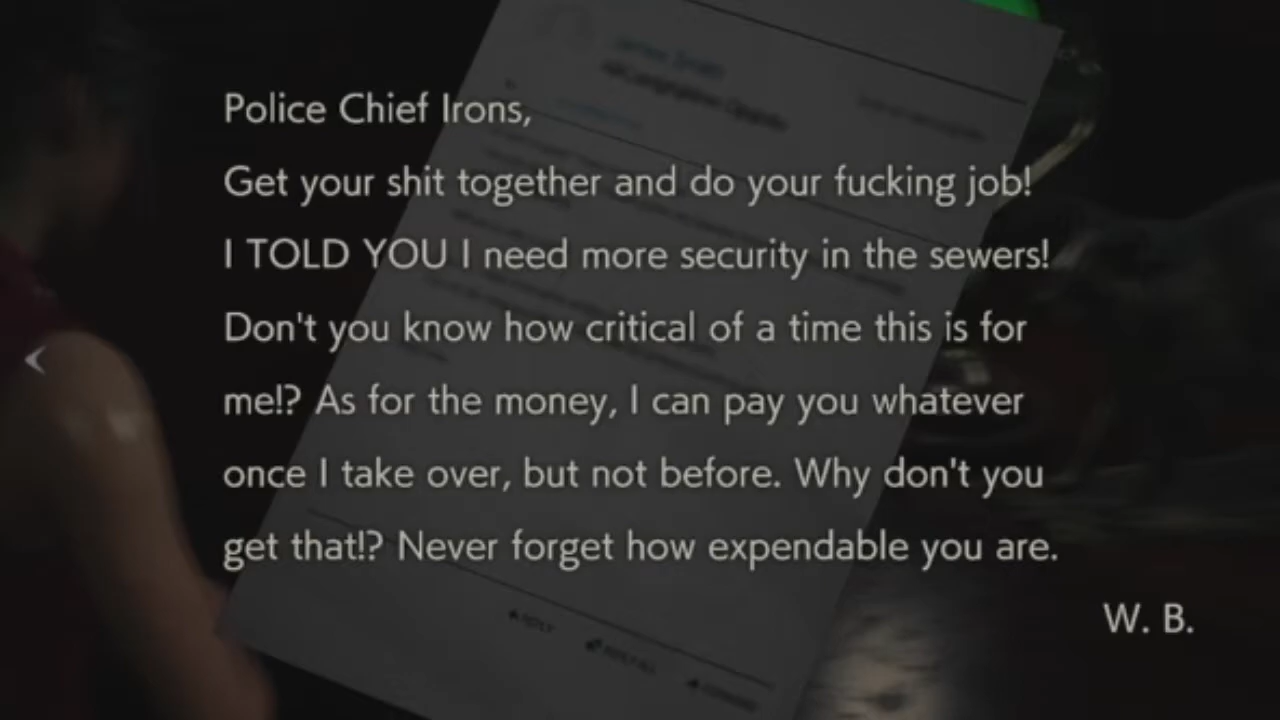 Police Chief Irons,
Get your shit together and do your fucking job!
I TOLD YOU I need more security in the sewers!
Don't you know how critical of a time this is for
me!? As for the money, I can pay you whatever
once I take over, but not before. Why don't you
get that!? Never forget how expendable you are.
W. B.